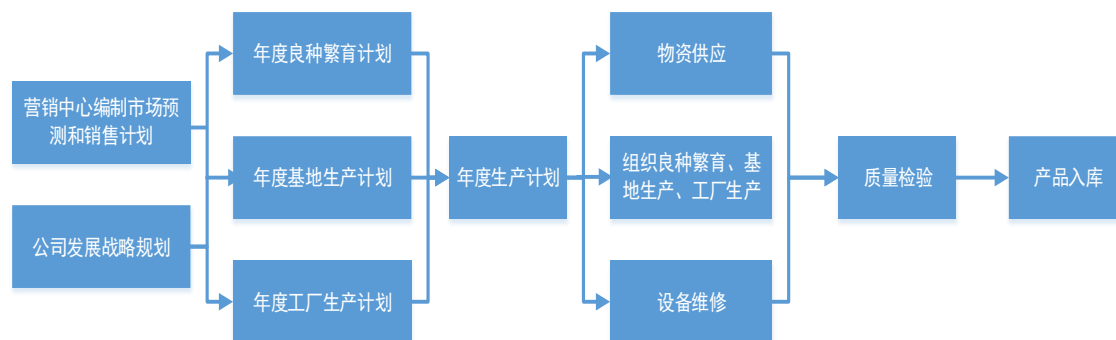 营销中心编制市场预
测和销售计划
公司发展战略规划
年度良种繁育计划
年度基地生产计划
年度工厂生产计划
年度生产计划
物资供应
组织良种繁育、基
地生产、工厂生产
设备维修
质量检验
产品入库